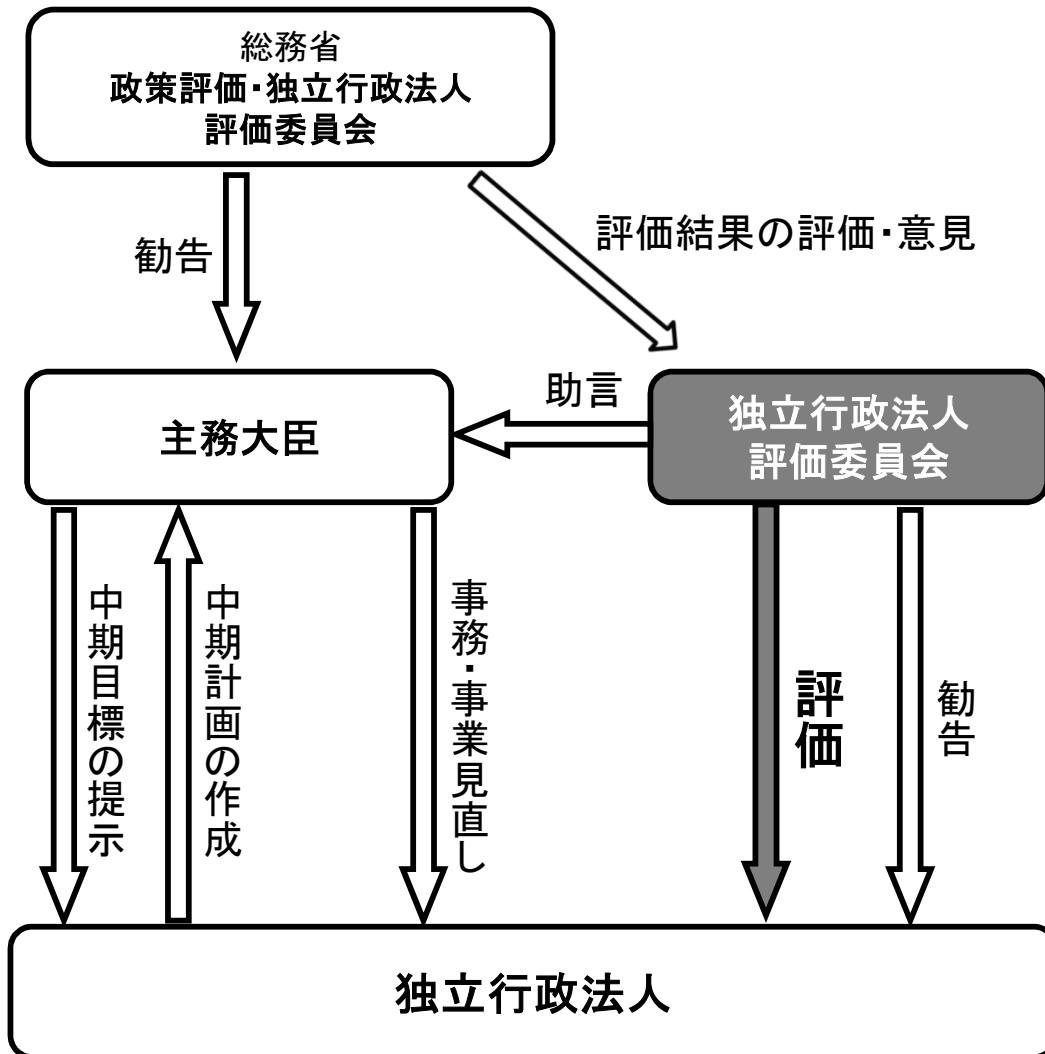 総務省
政策評価・独立行政法人
評価委員会
勧告
評価結果の評価・意見
主務大臣
助言
独立行政法人
評価委員会
中期目標の提示
中期計画の作成
事務・事業見直し
評価
勧告
独立行政法人